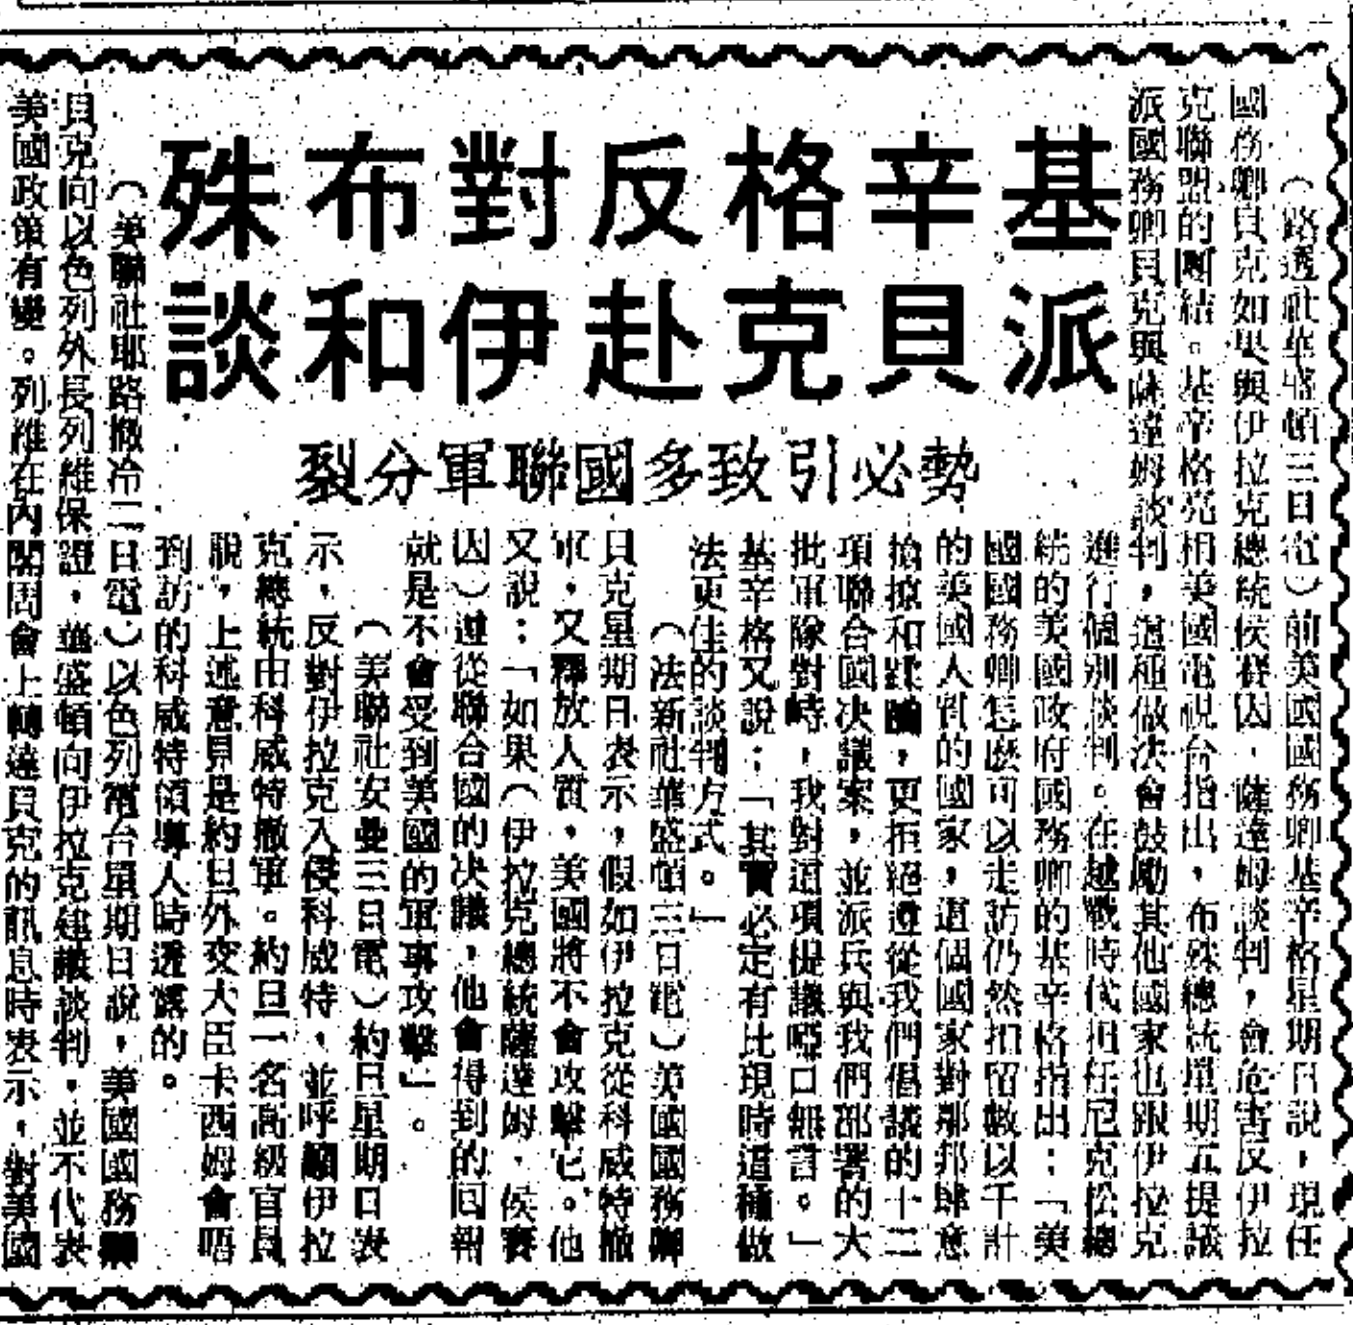 基辛格反對布殊
派貝克赴伊和談
勢必引致多國聯軍分裂
（路透社華盛頓三日電）前美國國務卿基辛格星期日說，現任
國務卿貝克如果與伊拉克總統侯賽因．薩達姆談判，會危害反伊拉
克聯盟的團結。基辛格亮相美國電視台指出，布殊總統星期五提議
派國務卿貝克與薩達姆談判，這種做決會鼓勵其他國家也跟伊拉克
進行個別談判。在越戰時代担任尼克松總
統的美國政府國務卿的基辛格指出：「美
國國務卿怎麽可以走訪仍然扣留數以千計
的美國人質的國家，這個國家對鄰邦肆意
搶掠和蹂躪，更拒絕遵從我們倡議的十二
項聯合國决議案，並派兵與我們部署的大
批軍隊對峙，我對這項提議啞口無言。」
基辛格又說：「其實必定有比現時這種做
法更佳的談判方式。」
（法新社華盛頓三日電）美國國務卿
貝克星期日表示，假如伊拉克從科威特撤
軍，又釋放人質，美國將不會攻擊它。他
又說：「如果（伊拉克總統薩達姆．侯賽
因）遵從聯合國的决議，他會得到的回報
就是不會受到美國的軍事攻擊」。
（美聯社安曼三日電）約旦星期日表
示，反對伊拉克入侵科威特，並呼籲伊拉
克總統由科威特撤軍。約旦一名高級官員
說，上述意見是約旦外交大臣卡西姆會晤
到訪的科威特領導人時透露的。
（美聯社耶路撒冷二日電）以色列電台星期日說，美國國務卿
貝克向以色列外長列維保證，華盛頓向伊拉克建議談判，並不代表
美國政策有變。列維在內閣周會上轉達貝克的訊息時表示，對美國